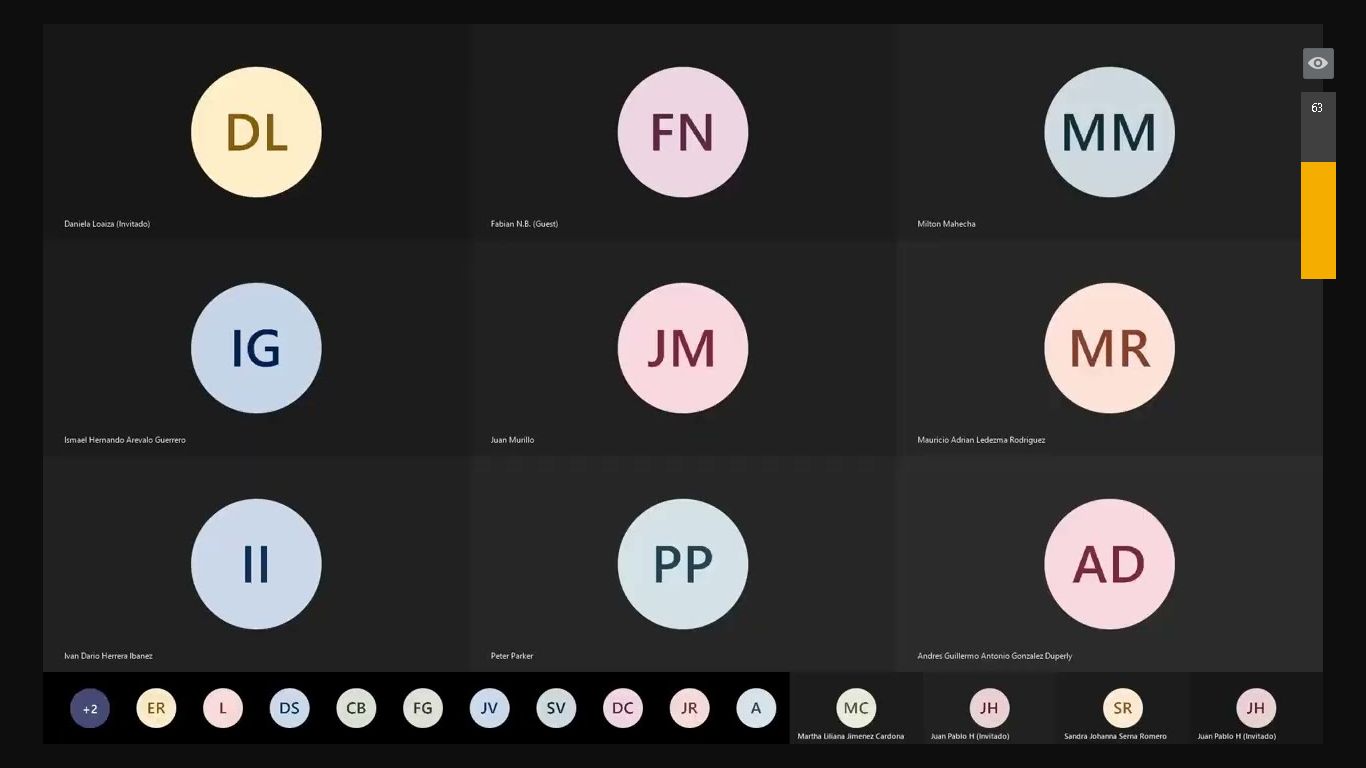 DL
FN
MM
63
Daniela Loaiza (Invitado)
Fabian N.B. (Guest)
Milton Mahecha
IG
JM
MR
Ismael Hernando Arevalo Guerrero
Juan Murillo
Mauricio Adrian Ledezma Rodriguez
II
PP
AD
Ivan Dario Herrera Ibanez
Peter Parker
Andres Guillermo Antonio Gonzalez Duperly
+2
ER
L
DS
CB
FG
JV
SV
DC
JR
A
MC
JH
SR
JH
Martha Liliana Jimenez Cardona
Juan Pablo H (Invitado)
Sandra Johanna Serna Romero
Juan Pablo H (Invitado)